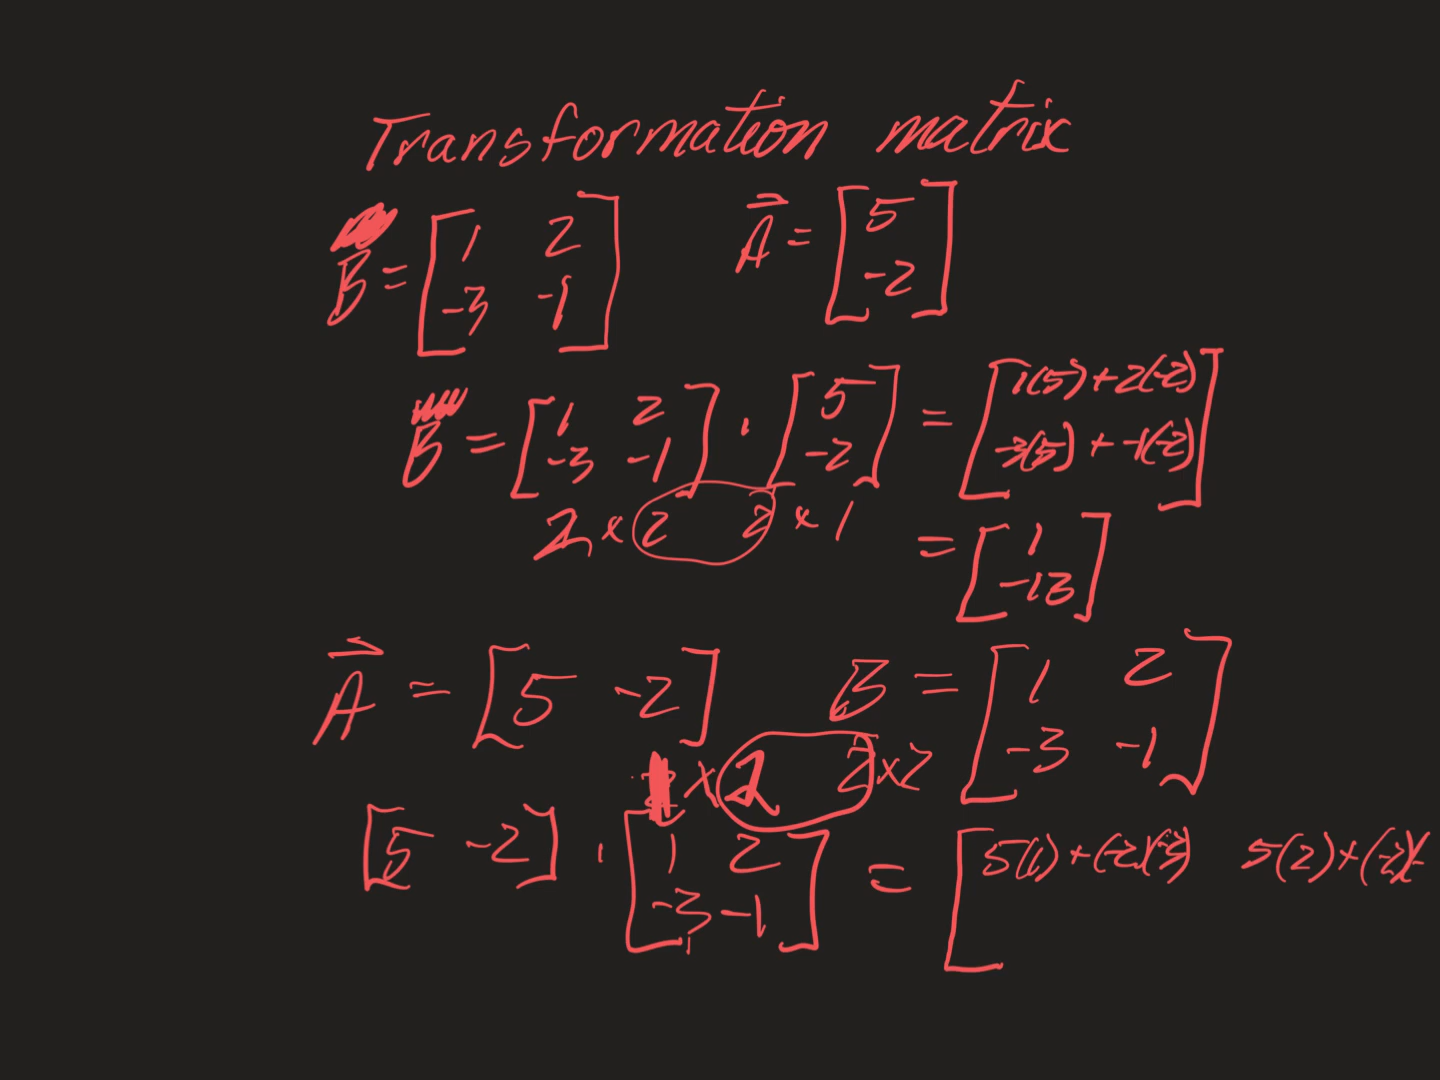 Transformation matrix
B = [1 2 -3 -1] A = [5 -2]
B = [1 2 -3 -1] · [5 -2] = [1(5) + 2(-2) -3(5) + -1(-2)]
2 × 2 2 × 1
= [1 -13]
A = [5 -2] B = [1 2 -3 -1]
× 2 2 × 2
[5 -2] · [1 2 -3 -1] = [5(1) + (-2)(-3) 5(2) + (-2)(-